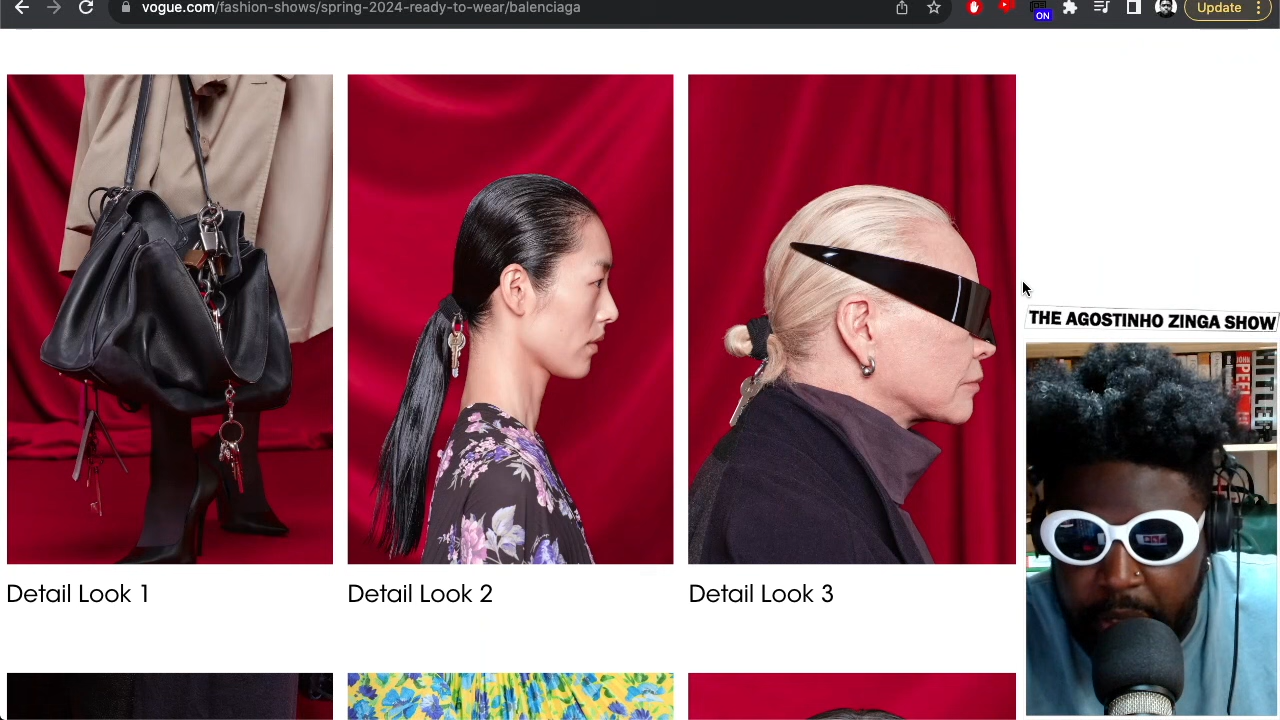 vogue.com/fashion-shows/spring-2024-ready-to-wear/balenciaga
Update
ON
THE AGOSTINHO ZINGA SHOW
HITLER
Detail Look 1
Detail Look 2
Detail Look 3